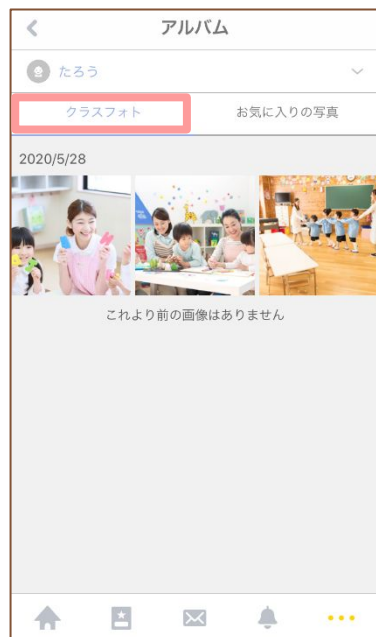 アルバム
たろう
クラスフォト
お気に入りの写真
2020/5/28
これより前の画像はありません